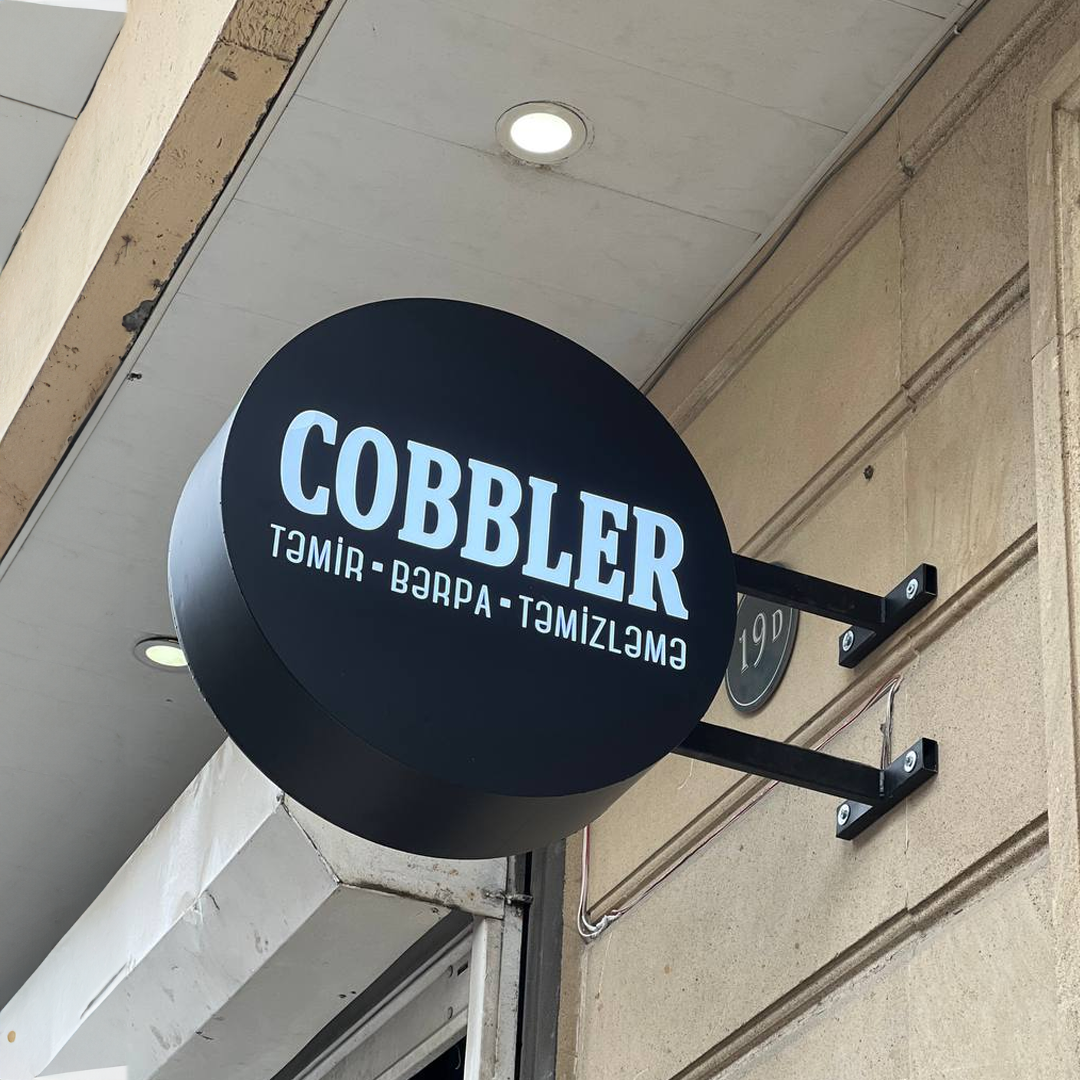 COBBLER
TƏMİR · BƏRPA · TƏMİZLƏMƏ
19D